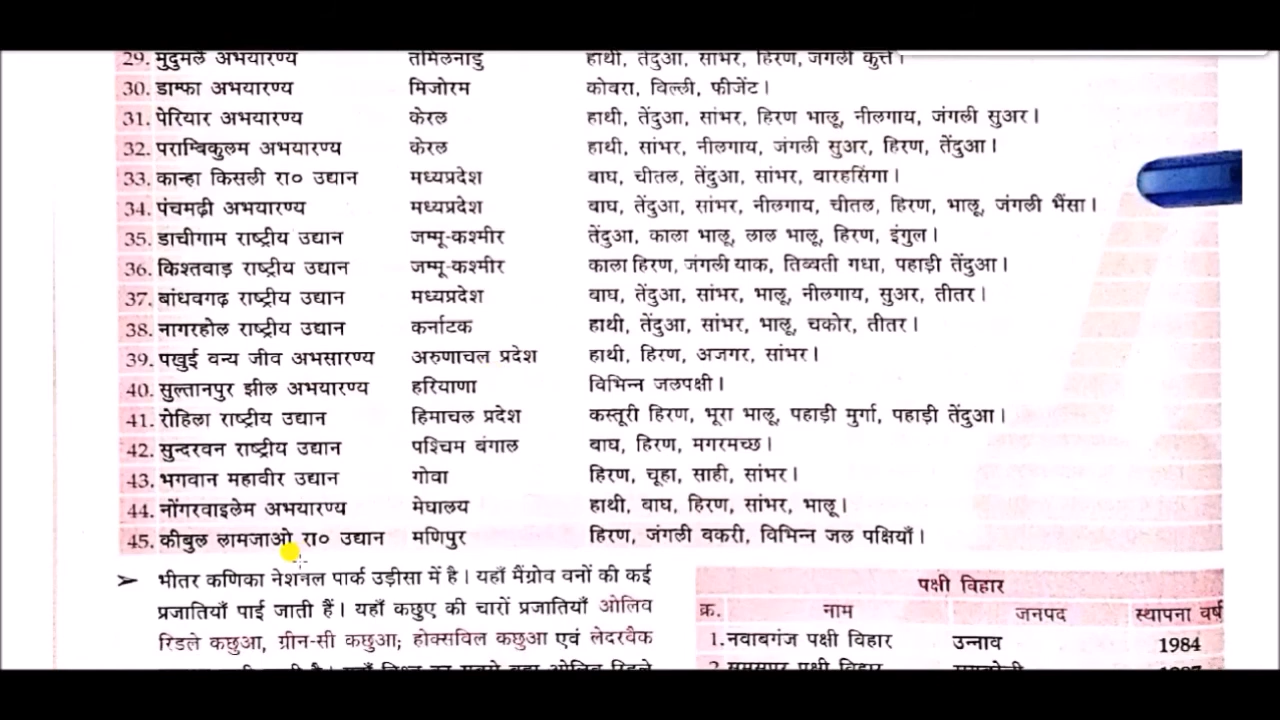 29. मुदुमलै अभयारण्य तमिलनाडु हाथी, तेंदुआ, सांभर, हिरण, जंगली कुत्ते।
30. डाम्फा अभयारण्य मिजोरम कोवरा, विल्ली, फीजेंट।
31. पेरियार अभयारण्य केरल हाथी, तेंदुआ, सांभर, हिरण भालू, नीलगाय, जंगली सुअर।
32. पराम्बिकुलम अभयारण्य केरल हाथी, सांभर, नीलगाय, जंगली सुअर, हिरण, तेंदुआ।
33. कान्हा किसली रा० उद्यान मध्यप्रदेश बाघ, चीतल, तेंदुआ, सांभर, वारहसिंगा।
34. पंचमढ़ी अभयारण्य मध्यप्रदेश बाघ, तेंदुआ, सांभर, नीलगाय, चीतल, हिरण, भालू, जंगली भैंसा।
35. डाचीगाम राष्ट्रीय उद्यान जम्मू-कश्मीर तेंदुआ, काला भालू, लाल भालू, हिरण, इंगुल।
36. किश्तवाड़ राष्ट्रीय उद्यान जम्मू-कश्मीर काला हिरण, जंगली याक, तिब्बती गधा, पहाड़ी तेंदुआ।
37. बांधवगढ़ राष्ट्रीय उद्यान मध्यप्रदेश वाघ, तेंदुआ, सांभर, भालू, नीलगाय, सुअर, तीतर।
38. नागरहोल राष्ट्रीय उद्यान कर्नाटक हाथी, तेंदुआ, सांभर, भालू, चकोर, तीतर।
39. पखुई वन्य जीव अभसारण्य अरुणाचल प्रदेश हाथी, हिरण, अजगर, सांभर।
40. सुल्तानपुर झील अभयारण्य हरियाणा विभिन्न जलपक्षी।
41. रोहिला राष्ट्रीय उद्यान हिमाचल प्रदेश कस्तूरी हिरण, भूरा भालू, पहाड़ी मुर्गा, पहाड़ी तेंदुआ।
42. सुन्दरवन राष्ट्रीय उद्यान पश्चिम बंगाल बाघ, हिरण, मगरमच्छ।
43. भगवान महावीर उद्यान गोवा हिरण, चूहा, साही, सांभर।
44. नोंगरवाइलेम अभयारण्य मेघालय हाथी, बाघ, हिरण, सांभर, भालू।
45. कीबुल लामजाओ रा० उद्यान मणिपुर हिरण, जंगली वकरी, विभिन्न जल पक्षियाँ।
➤ भीतर कणिका नेशनल पार्क उड़ीसा में है। यहाँ मैंग्रोव वनों की कई
प्रजातियाँ पाई जाती हैं। यहाँ कछुए की चारों प्रजातियाँ ओलिव
रिडले कछुआ, ग्रीन-सी कछुआ; होक्सविल कछुआ एवं लेदरवैक
पक्षी विहार
क्र. नाम जनपद स्थापना वर्ष
1. नवाबगंज पक्षी विहार उन्नाव 1984